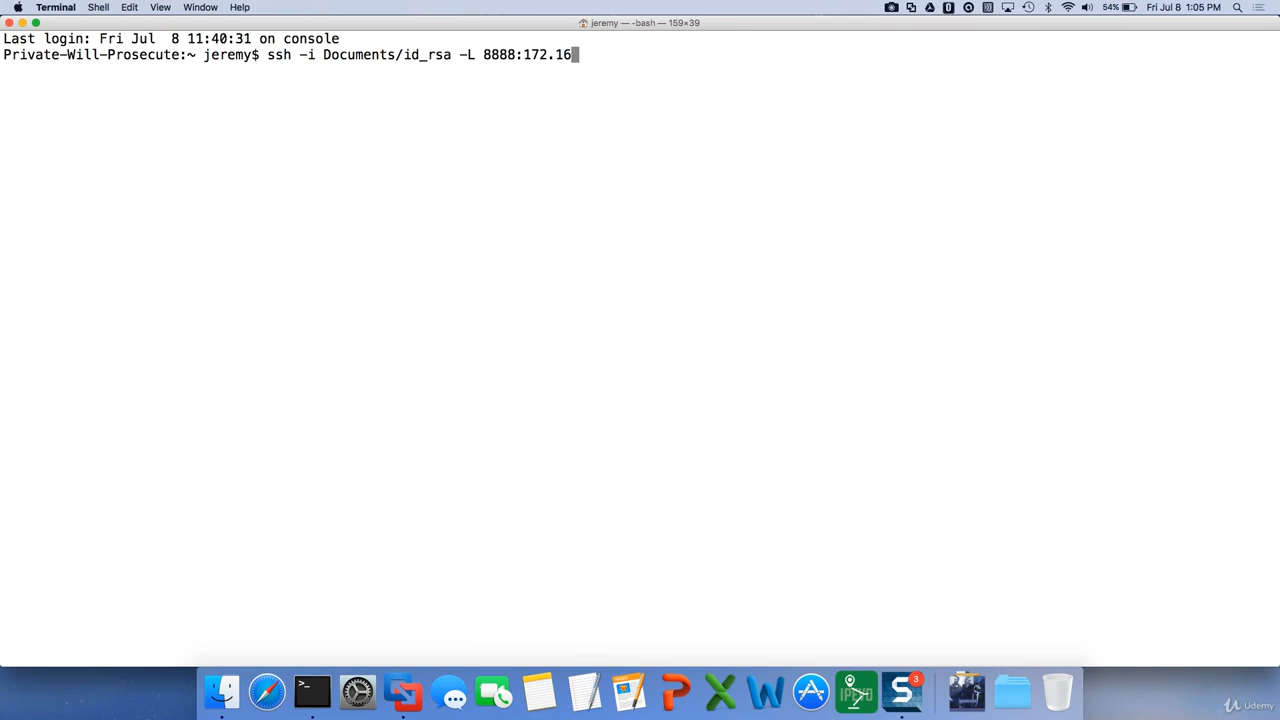 Terminal Shell Edit View Window Help
54% Fri Jul 8 1:05 PM
jeremy — -bash — 159×39
Last login: Fri Jul  8 11:40:31 on console
Private-Will-Prosecute:~ jeremy$ ssh -i Documents/id_rsa -L 8888:172.16
>_
IPEVO
S 3
Udemy